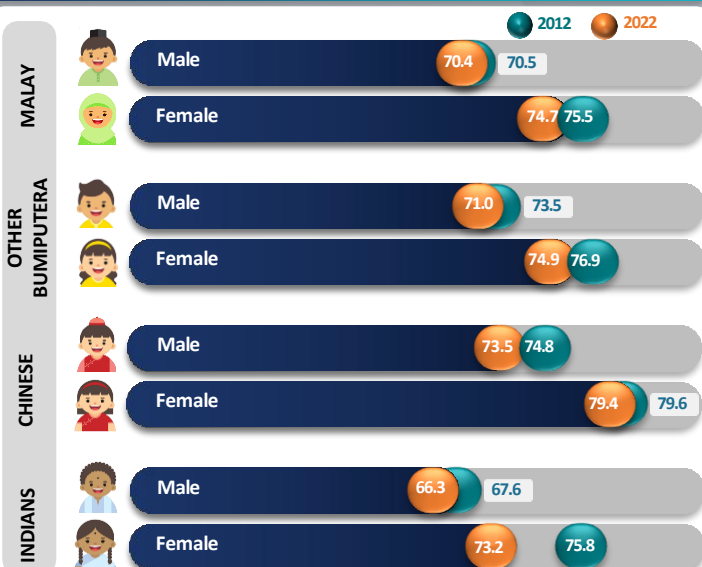 2012 2022
MALAY
Male 70.4 70.5
Female 74.7 75.5
OTHER
BUMIPUTERA
Male 71.0 73.5
Female 74.9 76.9
CHINESE
Male 73.5 74.8
Female 79.4 79.6
INDIANS
Male 66.3 67.6
Female 73.2 75.8